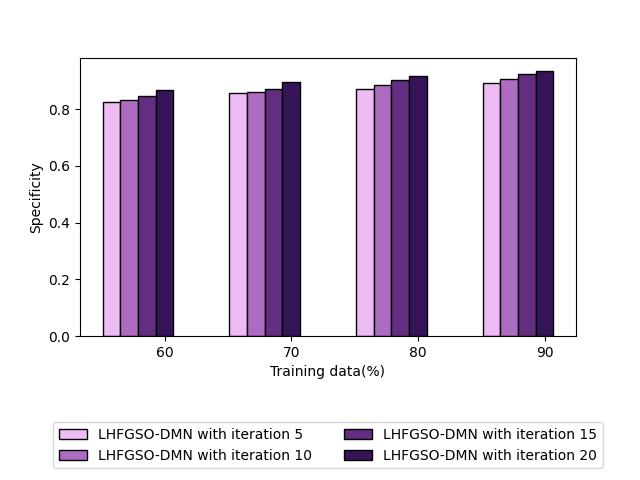 0.8
0.6
0.4
0.2
0.0
Specificity
60 70 80 90
Training data(%)
LHFGSO-DMN with iteration 5
LHFGSO-DMN with iteration 10
LHFGSO-DMN with iteration 15
LHFGSO-DMN with iteration 20